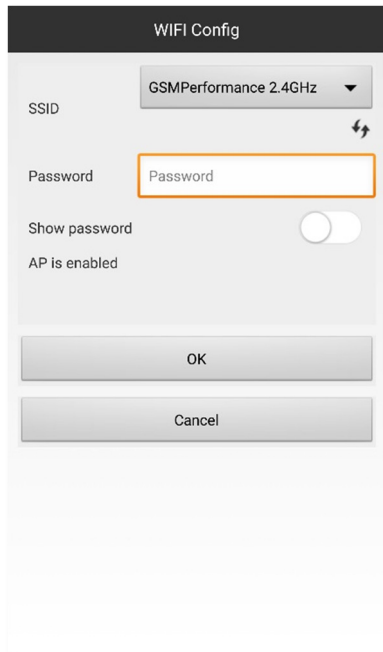 WIFI Config
SSID
GSMPerformance 2.4GHz
Password
Password
Show password
AP is enabled
OK
Cancel